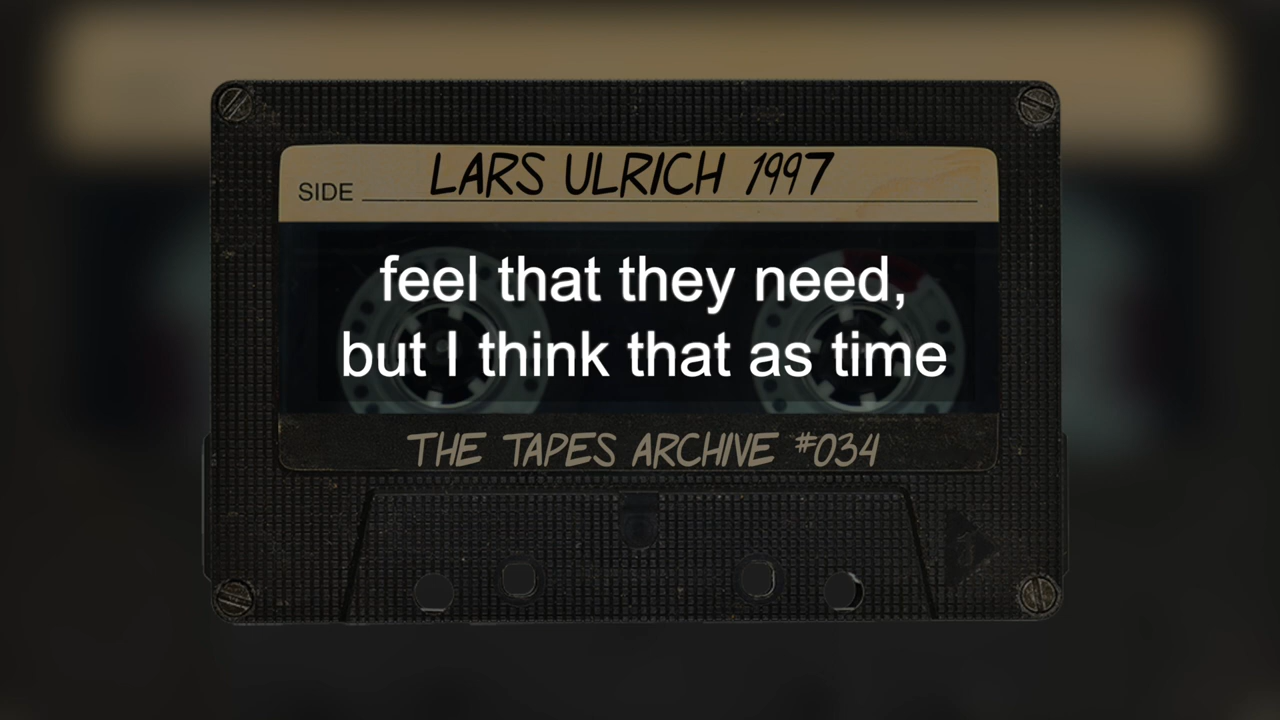 LARS ULRICH 1997
SIDE
feel that they need,
but I think that as time
THE TAPES ARCHIVE #034